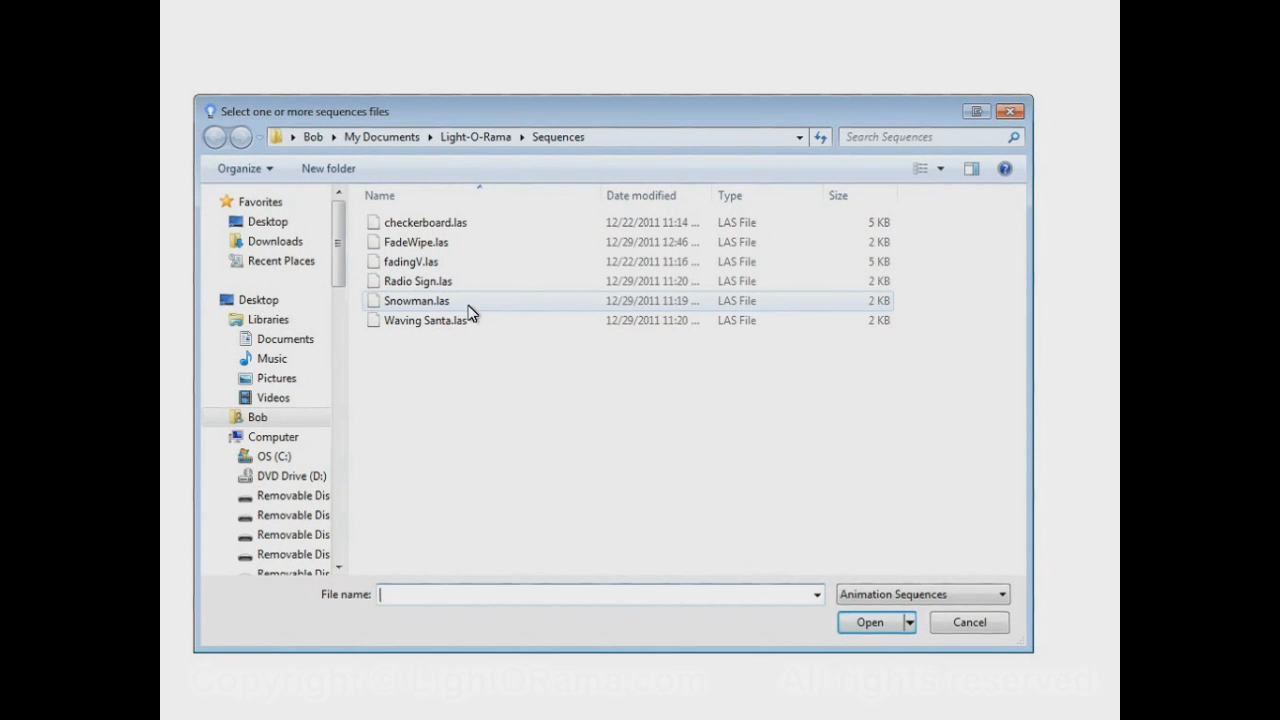 Select one or more sequences files
Bob My Documents Light-O-Rama Sequences Search Sequences
Organize New folder
Name Date modified Type Size
checkerboard.las 12/22/2011 11:14 ... LAS File 5 KB
FadeWipe.las 12/29/2011 12:46 ... LAS File 2 KB
fadingV.las 12/22/2011 11:16 ... LAS File 5 KB
Radio Sign.las 12/29/2011 11:20 ... LAS File 2 KB
Snowman.las 12/29/2011 11:19 ... LAS File 2 KB
Waving Santa.las 12/29/2011 11:20 ... LAS File 2 KB
Favorites
Desktop
Downloads
Recent Places
Desktop
Libraries
Documents
Music
Pictures
Videos
Bob
Computer
OS (C:)
DVD Drive (D:)
Removable Dis
Removable Dis
Removable Dis
Removable Dis
Removable Dis
File name: Animation Sequences
Open Cancel
Copyright © LightORama.com All rights reserved